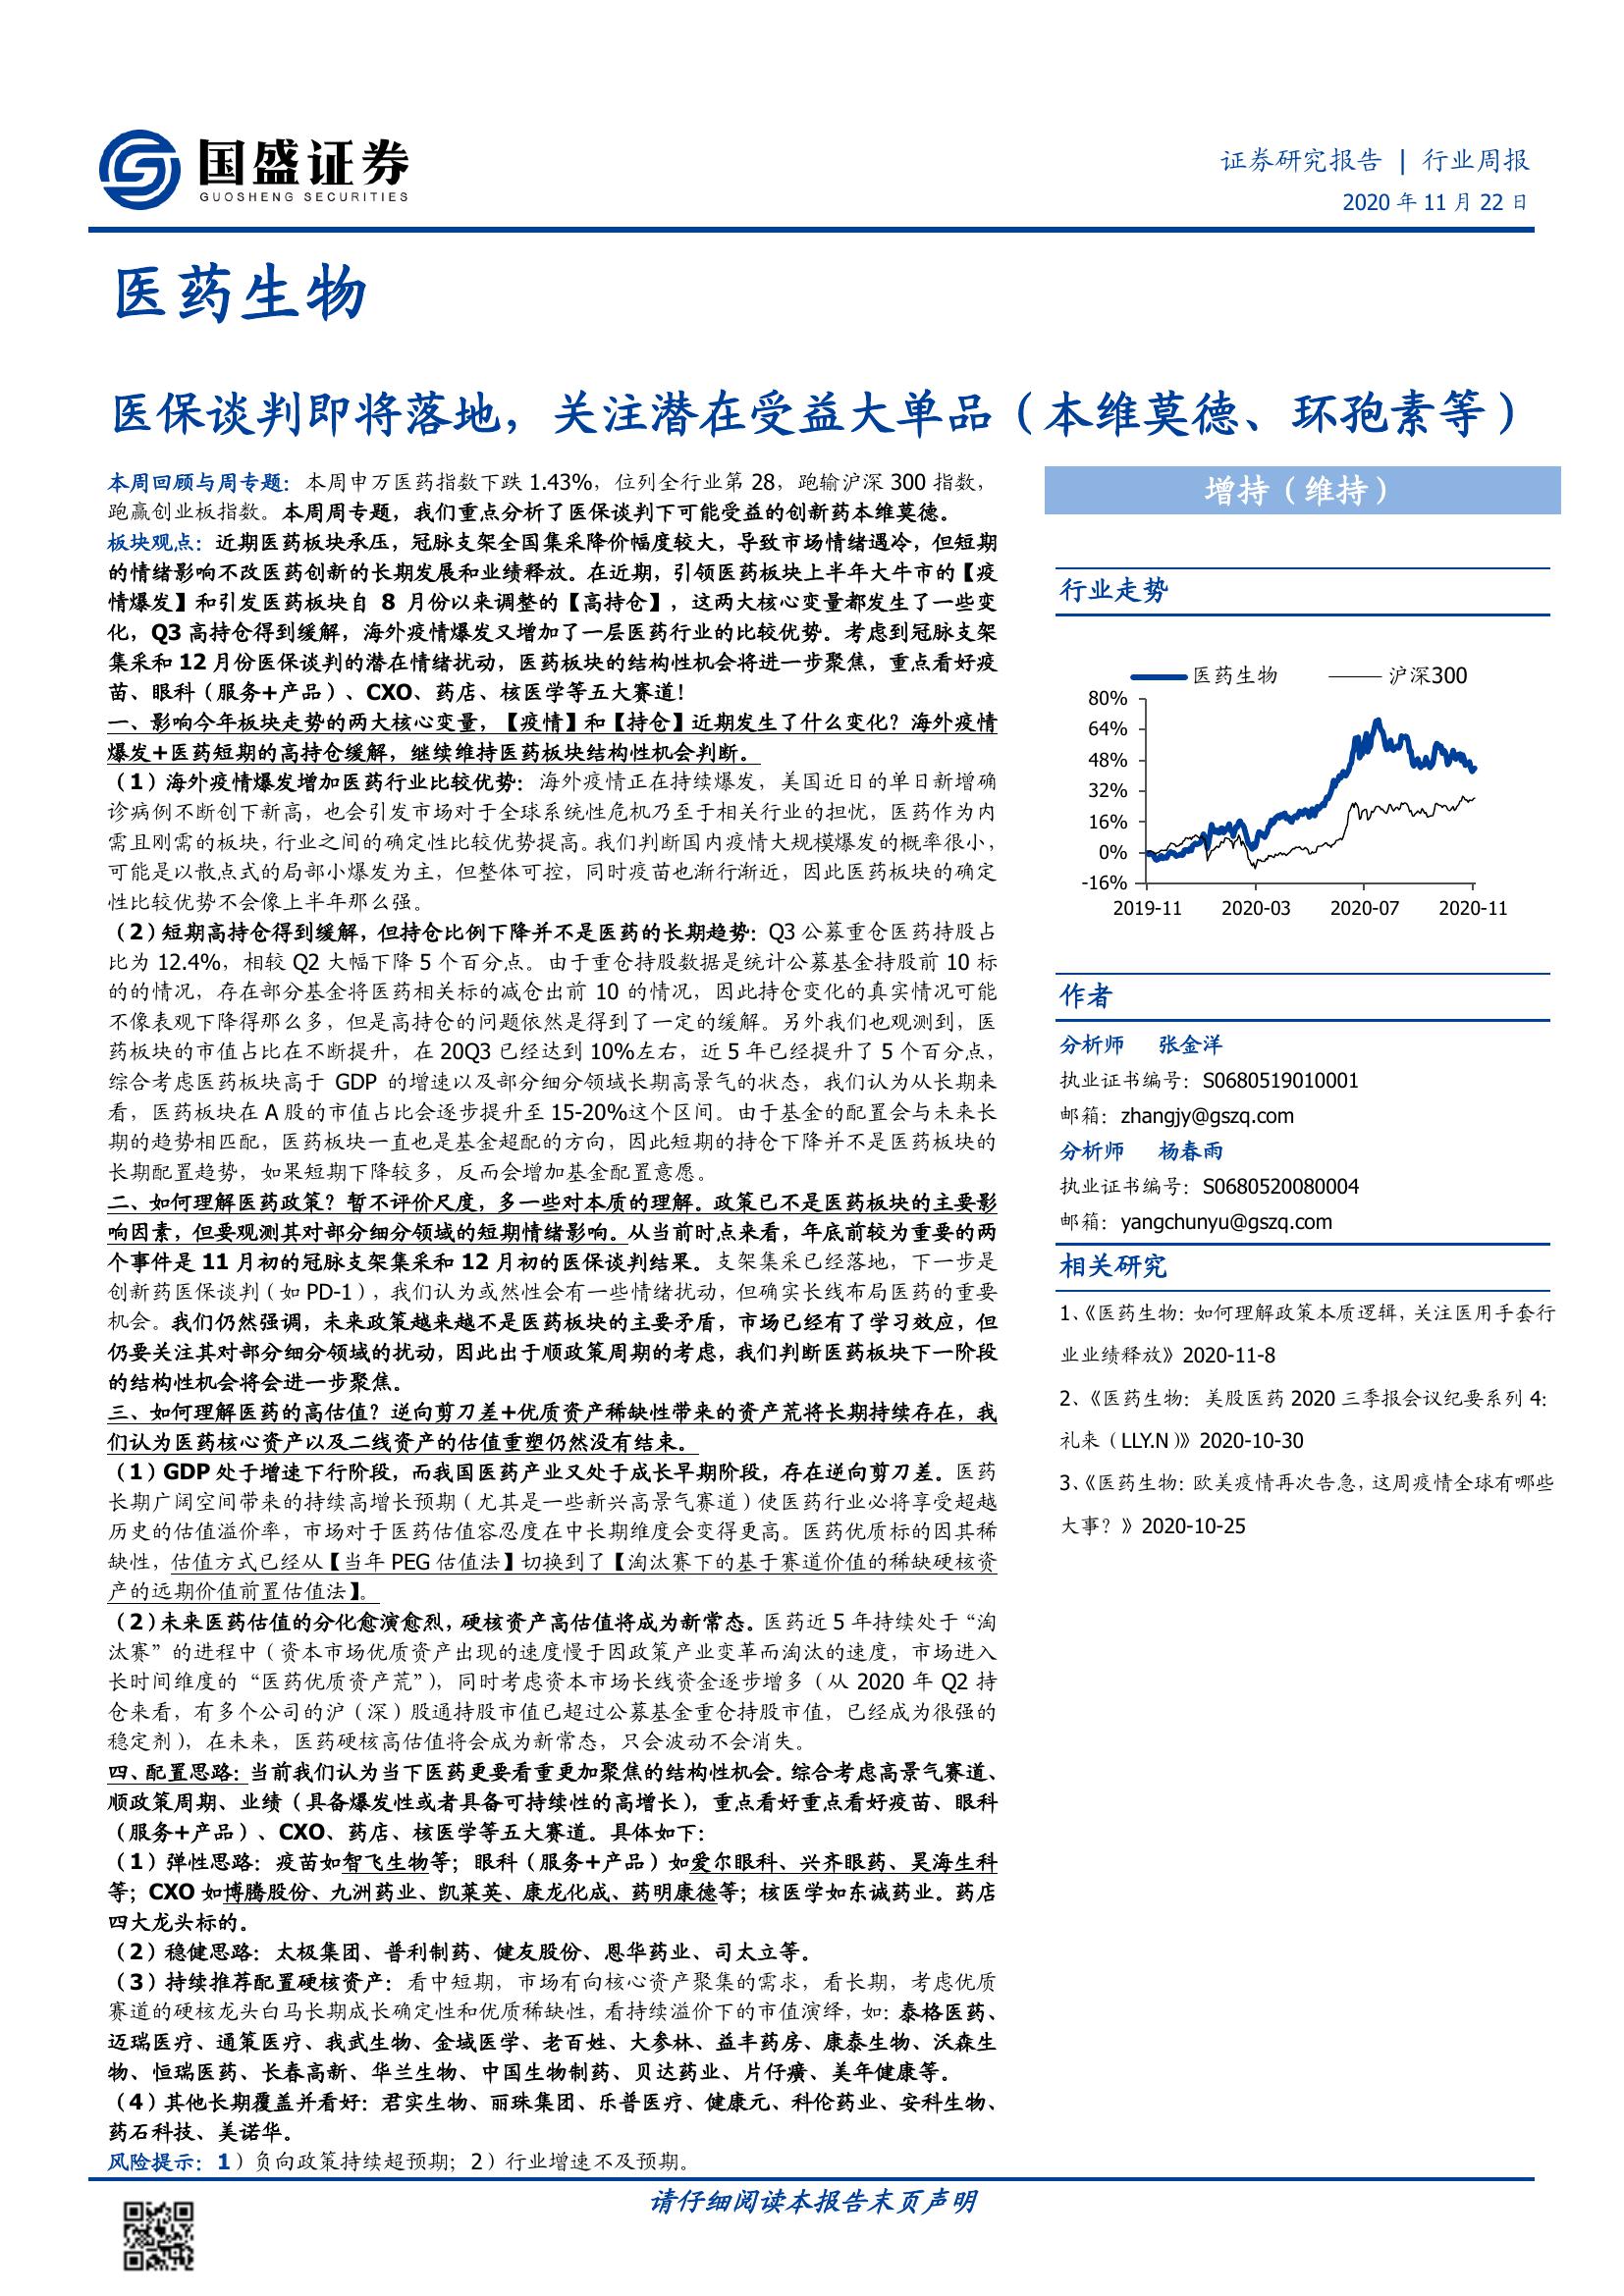 国盛证券
GUOSHENG SECURITIES
证券研究报告 | 行业周报
2020 年 11 月 22 日
医药生物
医保谈判即将落地，关注潜在受益大单品（本维莫德、环孢素等）
本周回顾与周专题：本周申万医药指数下跌 1.43%，位列全行业第 28，跑输沪深 300 指数，
跑赢创业板指数。本周周专题，我们重点分析了医保谈判下可能受益的创新药本维莫德。
板块观点：近期医药板块承压，冠脉支架全国集采降价幅度较大，导致市场情绪遇冷，但短期
的情绪影响不改医药创新的长期发展和业绩释放。在近期，引领医药板块上半年大牛市的【疫
情爆发】和引发医药板块自 8 月份以来调整的【高持仓】，这两大核心变量都发生了一些变
化，Q3 高持仓得到缓解，海外疫情爆发又增加了一层医药行业的比较优势。考虑到冠脉支架
集采和 12 月份医保谈判的潜在情绪扰动，医药板块的结构性机会将进一步聚焦，重点看好疫
苗、眼科（服务+产品）、CXO、药店、核医学等五大赛道！
一、影响今年板块走势的两大核心变量，【疫情】和【持仓】近期发生了什么变化？海外疫情
爆发+医药短期的高持仓缓解，继续维持医药板块结构性机会判断。
（1）海外疫情爆发增加医药行业比较优势：海外疫情正在持续爆发，美国近日的单日新增确
诊病例不断创下新高，也会引发市场对于全球系统性危机乃至于相关行业的担忧，医药作为内
需且刚需的板块，行业之间的确定性比较优势提高。我们判断国内疫情大规模爆发的概率很小，
可能是以散点式的局部小爆发为主，但整体可控，同时疫苗也渐行渐近，因此医药板块的确定
性比较优势不会像上半年那么强。
（2）短期高持仓得到缓解，但持仓比例下降并不是医药的长期趋势：Q3 公募重仓医药持股占
比为 12.4%，相较 Q2 大幅下降 5 个百分点。由于重仓持股数据是统计公募基金持股前 10 标
的的情况，存在部分基金将医药相关标的减仓出前 10 的情况，因此持仓变化的真实情况可能
不像表观下降得那么多，但是高持仓的问题依然是得到了一定的缓解。另外我们也观测到，医
药板块的市值占比在不断提升，在 20Q3 已经达到 10%左右，近 5 年已经提升了 5 个百分点，
综合考虑医药板块高于 GDP 的增速以及部分细分领域长期高景气的状态，我们认为从长期来
看，医药板块在 A 股的市值占比会逐步提升至 15-20%这个区间。由于基金的配置会与未来长
期的趋势相匹配，医药板块一直也是基金超配的方向，因此短期的持仓下降并不是医药板块的
长期配置趋势，如果短期下降较多，反而会增加基金配置意愿。
二、如何理解医药政策？暂不评价尺度，多一些对本质的理解。政策已不是医药板块的主要影
响因素，但要观测其对部分细分领域的短期情绪影响。从当前时点来看，年底前较为重要的两
个事件是 11 月初的冠脉支架集采和 12 月初的医保谈判结果。支架集采已经落地，下一步是
创新药医保谈判（如 PD-1），我们认为或然性会有一些情绪扰动，但确实长线布局医药的重要
机会。我们仍然强调，未来政策越来越不是医药板块的主要矛盾，市场已经有了学习效应，但
仍要关注其对部分细分领域的扰动，因此出于顺政策周期的考虑，我们判断医药板块下一阶段
的结构性机会将会进一步聚焦。
三、如何理解医药的高估值？逆向剪刀差+优质资产稀缺性带来的资产荒将长期持续存在，我
们认为医药核心资产以及二线资产的估值重塑仍然没有结束。
（1）GDP 处于增速下行阶段，而我国医药产业又处于成长早期阶段，存在逆向剪刀差。医药
长期广阔空间带来的持续高增长预期（尤其是一些新兴高景气赛道）使医药行业必将享受超越
历史的估值溢价率，市场对于医药估值容忍度在中长期维度会变得更高。医药优质标的因其稀
缺性，估值方式已经从【当年 PEG 估值法】切换到了【淘汰赛下的基于赛道价值的稀缺硬核资
产的远期价值前置估值法】。
（2）未来医药估值的分化愈演愈烈，硬核资产高估值将成为新常态。医药近 5 年持续处于“淘
汰赛”的进程中（资本市场优质资产出现的速度慢于因政策产业变革而淘汰的速度，市场进入
长时间维度的“医药优质资产荒”），同时考虑资本市场长线资金逐步增多（从 2020 年 Q2 持
仓来看，有多个公司的沪（深）股通持股市值已超过公募基金重仓持股市值，已经成为很强的
稳定剂），在未来，医药硬核高估值将会成为新常态，只会波动不会消失。
四、配置思路：当前我们认为当下医药更要看重更加聚焦的结构性机会。综合考虑高景气赛道、
顺政策周期、业绩（具备爆发性或者具备可持续性的高增长），重点看好重点看好疫苗、眼科
（服务+产品）、CXO、药店、核医学等五大赛道。具体如下：
（1）弹性思路：疫苗如智飞生物等；眼科（服务+产品）如爱尔眼科、兴齐眼药、昊海生科
等；CXO 如博腾股份、九洲药业、凯莱英、康龙化成、药明康德等；核医学如东诚药业。药店
四大龙头标的。
（2）稳健思路：太极集团、普利制药、健友股份、恩华药业、司太立等。
（3）持续推荐配置硬核资产：看中短期，市场有向核心资产聚集的需求，看长期，考虑优质
赛道的硬核龙头白马长期成长确定性和优质稀缺性，看持续溢价下的市值演绎，如：泰格医药、
迈瑞医疗、通策医疗、我武生物、金域医学、老百姓、大参林、益丰药房、康泰生物、沃森生
物、恒瑞医药、长春高新、华兰生物、中国生物制药、贝达药业、片仔癀、美年健康等。
（4）其他长期覆盖并看好：君实生物、丽珠集团、乐普医疗、健康元、科伦药业、安科生物、
药石科技、美诺华。
风险提示：1）负向政策持续超预期；2）行业增速不及预期。
增持（维持）
行业走势
医药生物 沪深300
80%
64%
48%
32%
16%
0%
-16%
2019-11 2020-03 2020-07 2020-11
作者
分析师 张金洋
执业证书编号：S0680519010001
邮箱：zhangjy@gszq.com
分析师 杨春雨
执业证书编号：S0680520080004
邮箱：yangchunyu@gszq.com
相关研究
1、《医药生物：如何理解政策本质逻辑，关注医用手套行
业业绩释放》2020-11-8
2、《医药生物： 美股医药 2020 三季报会议纪要系列 4：
礼来（LLY.N）》2020-10-30
3、《医药生物：欧美疫情再次告急，这周疫情全球有哪些
大事？》2020-10-25
请仔细阅读本报告末页声明